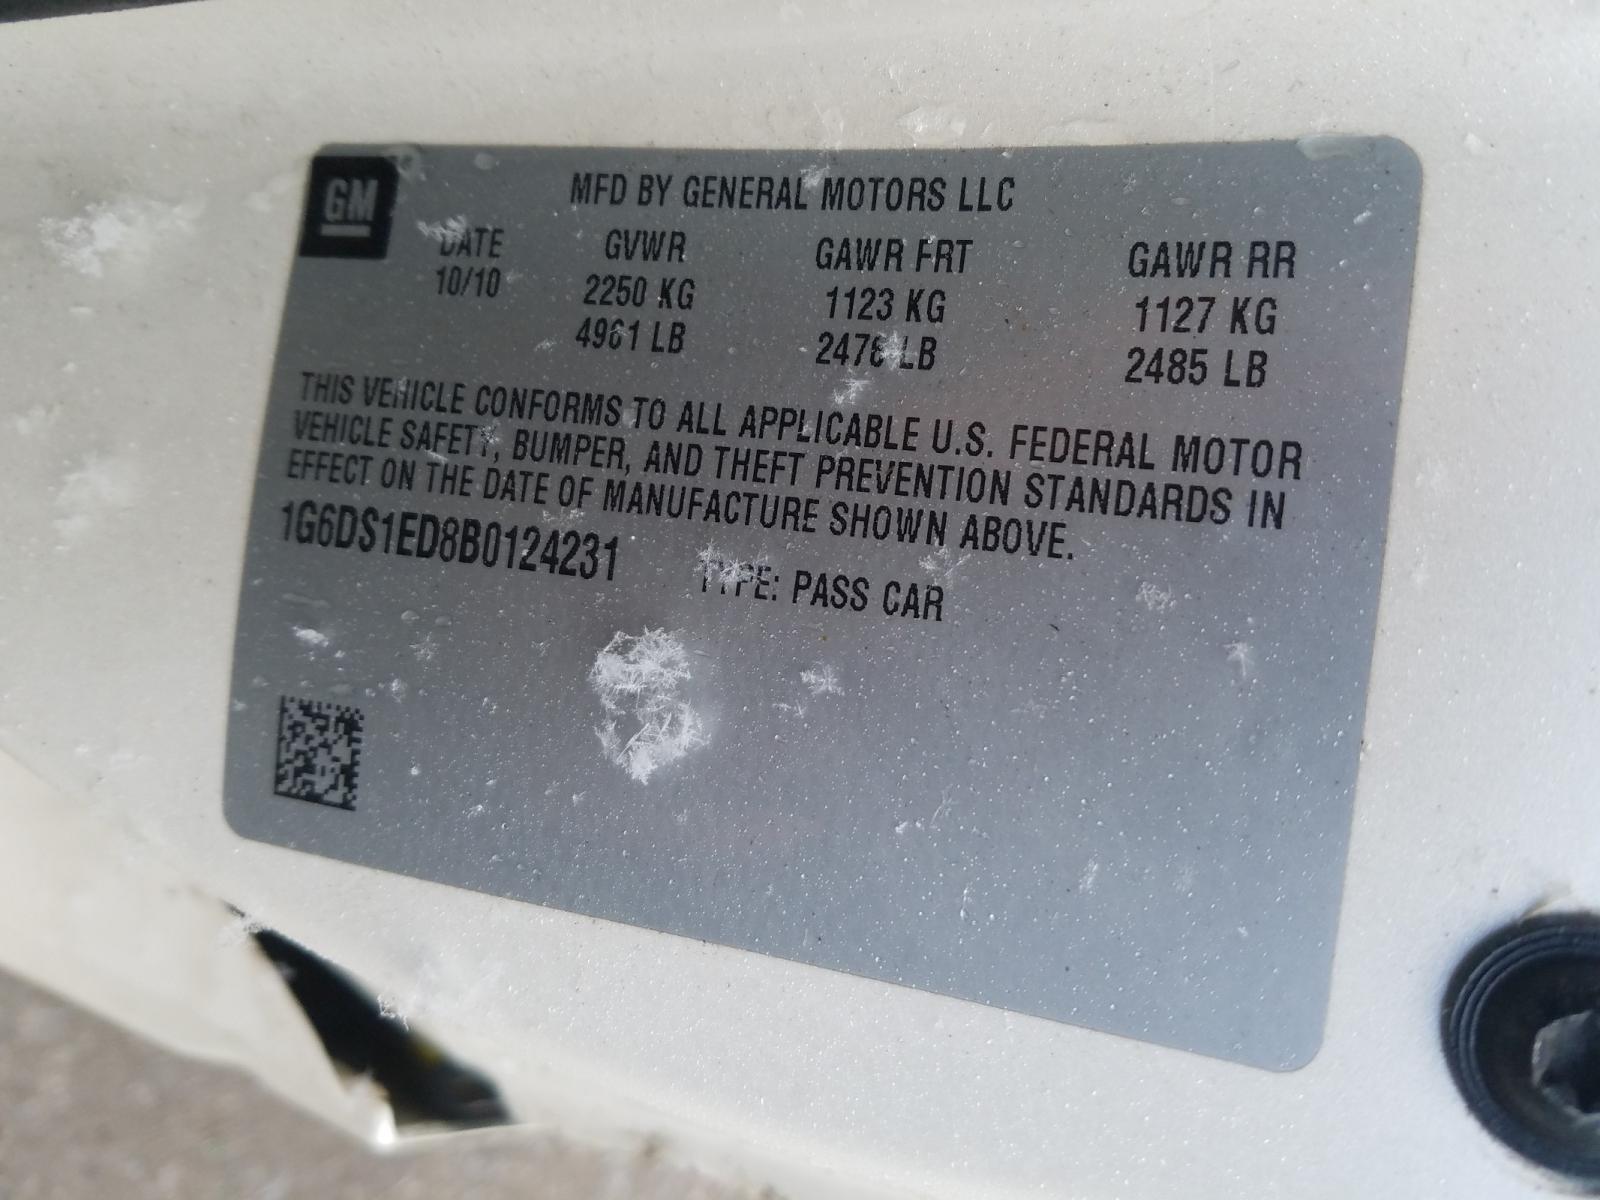 GM
MFD BY GENERAL MOTORS LLC
DATE GVWR GAWR FRT GAWR RR
10/10 2250 KG 1123 KG 1127 KG
4961 LB 2476 LB 2485 LB
THIS VEHICLE CONFORMS TO ALL APPLICABLE U.S. FEDERAL MOTOR
VEHICLE SAFETY, BUMPER, AND THEFT PREVENTION STANDARDS IN
EFFECT ON THE DATE OF MANUFACTURE SHOWN ABOVE.
1G6DS1ED8B0124231 TYPE: PASS CAR